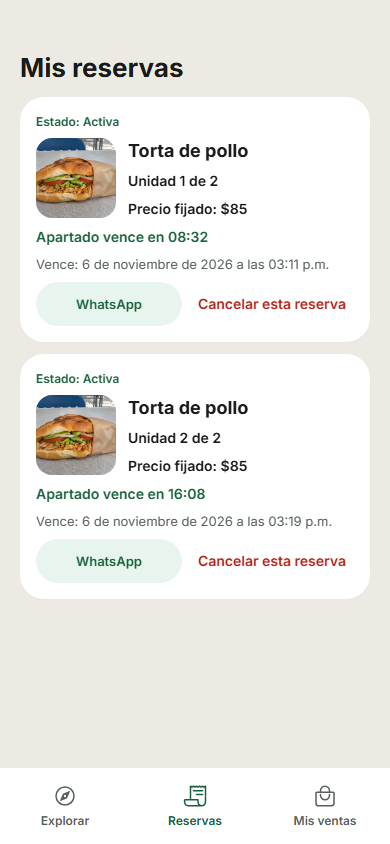 Mis reservas
Estado: Activa
Torta de pollo
Unidad 1 de 2
Precio fijado: $85
Apartado vence en 08:32
Vence: 6 de noviembre de 2026 a las 03:11 p.m.
WhatsApp
Cancelar esta reserva
Estado: Activa
Torta de pollo
Unidad 2 de 2
Precio fijado: $85
Apartado vence en 16:08
Vence: 6 de noviembre de 2026 a las 03:19 p.m.
WhatsApp
Cancelar esta reserva
Explorar
Reservas
Mis ventas